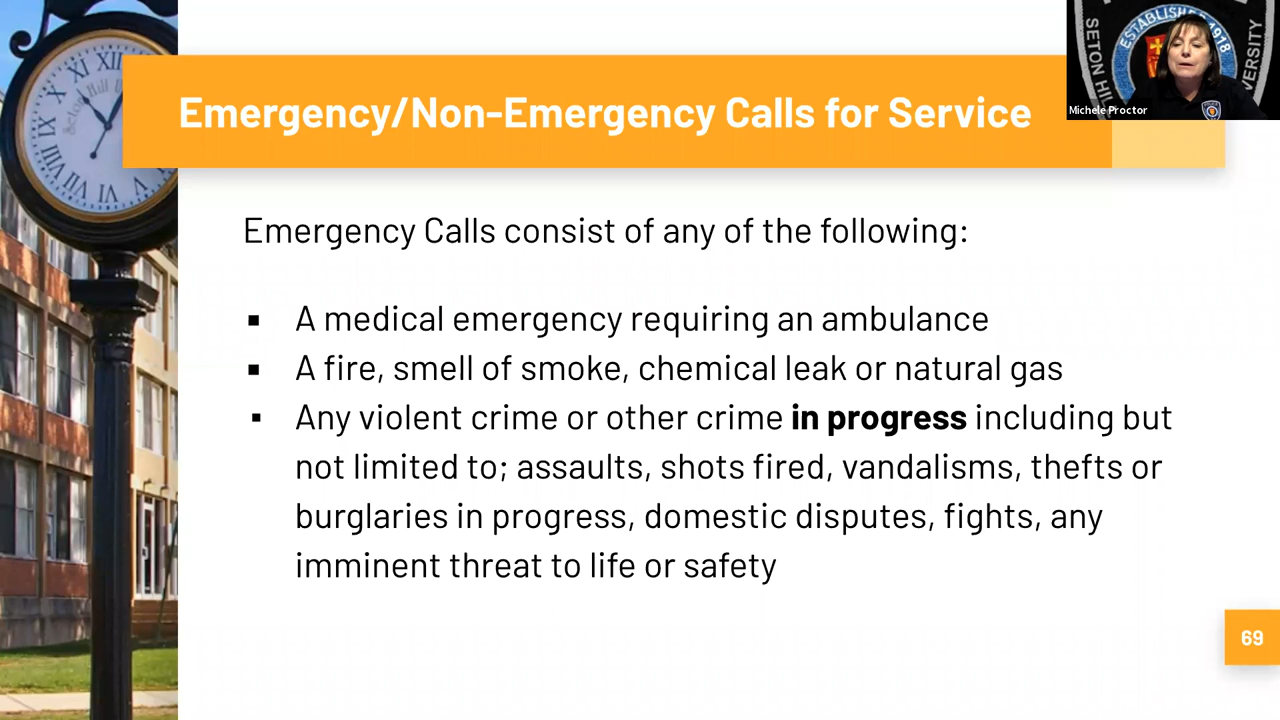 Emergency/Non-Emergency Calls for Service
ESTABLISHED 1918
SETON HI
VERSITY
Michele Proctor
Seton Hill U
Emergency Calls consist of any of the following:
▪ A medical emergency requiring an ambulance
▪ A fire, smell of smoke, chemical leak or natural gas
▪ Any violent crime or other crime in progress including but
not limited to; assaults, shots fired, vandalisms, thefts or
burglaries in progress, domestic disputes, fights, any
imminent threat to life or safety
69